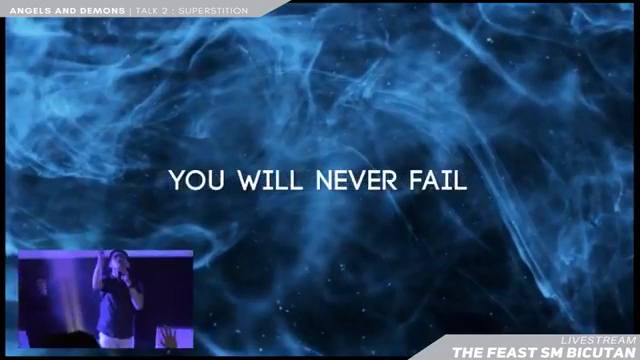 ANGELS AND DEMONS | TALK 2 : SUPERSTITION
YOU WILL NEVER FAIL
LIVESTREAM
THE FEAST SM BICUTAN